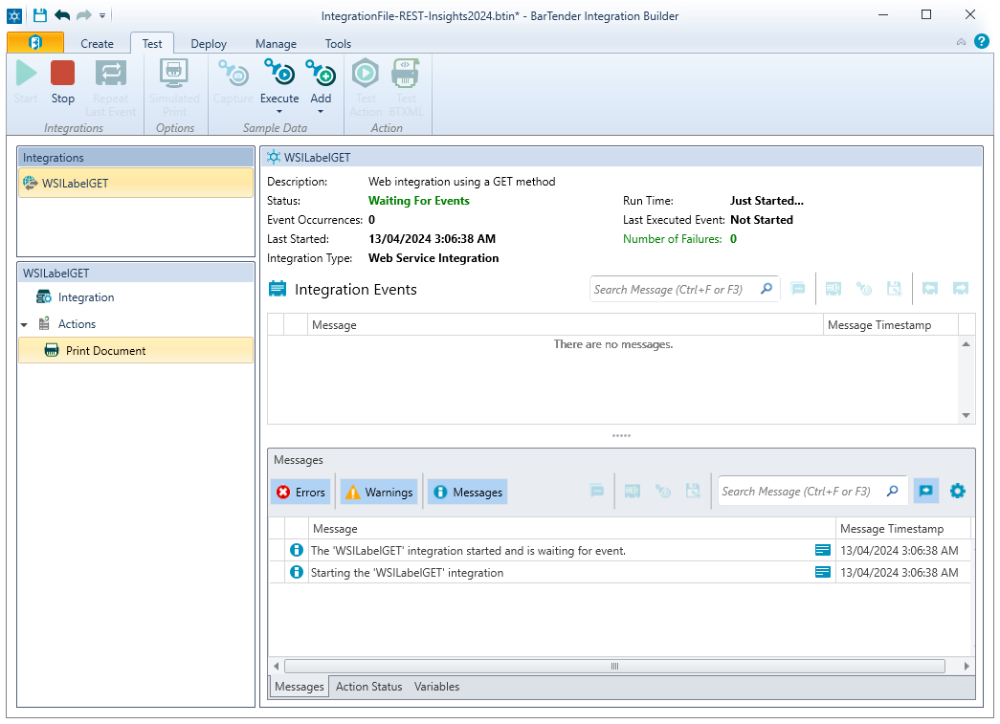 IntegrationFile-REST-Insights2024.btin* - BarTender Integration Builder
Create Test Deploy Manage Tools
Start Stop Repeat Last Event Simulated Print Capture Execute Add Test Action Test BTXML
Integrations Options Sample Data Action
Integrations
WSILabelGET
WSILabelGET
Integration
Actions
Print Document
WSILabelGET
Description: Web integration using a GET method
Status: Waiting For Events Run Time: Just Started...
Event Occurrences: 0 Last Executed Event: Not Started
Last Started: 13/04/2024 3:06:38 AM Number of Failures: 0
Integration Type: Web Service Integration
Integration Events Search Message (Ctrl+F or F3)
Message Message Timestamp
There are no messages.
Messages
Errors Warnings Messages Search Message (Ctrl+F or F3)
Message Message Timestamp
The 'WSILabelGET' integration started and is waiting for event. 13/04/2024 3:06:38 AM
Starting the 'WSILabelGET' integration 13/04/2024 3:06:38 AM
Messages Action Status Variables